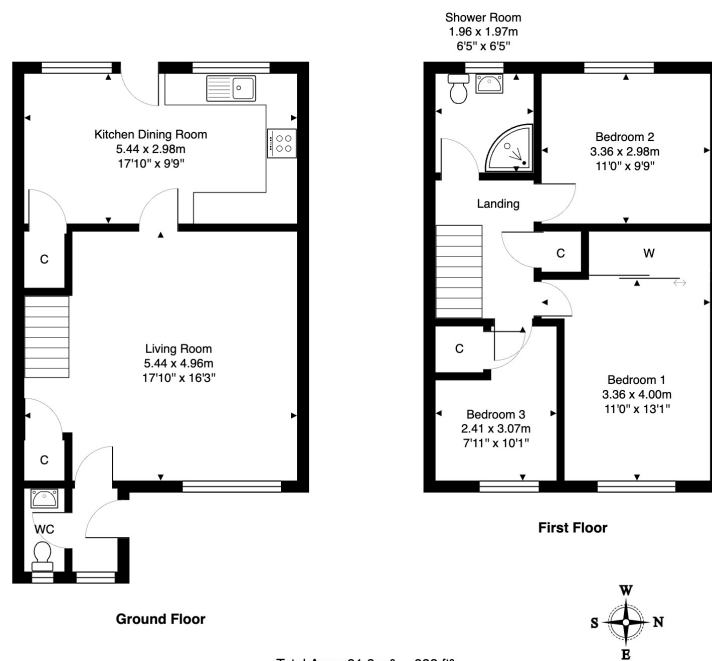 Shower Room
1.96 x 1.97m
6'5" x 6'5"
Kitchen Dining Room
5.44 x 2.98m
17'10" x 9'9"
Bedroom 2
3.36 x 2.98m
11'0" x 9'9"
Landing
C
C
W
Living Room
5.44 x 4.96m
17'10" x 16'3"
C
Bedroom 1
3.36 x 4.00m
11'0" x 13'1"
Bedroom 3
2.41 x 3.07m
7'11" x 10'1"
C
WC
First Floor
Ground Floor
W
S
N
E
Total Area